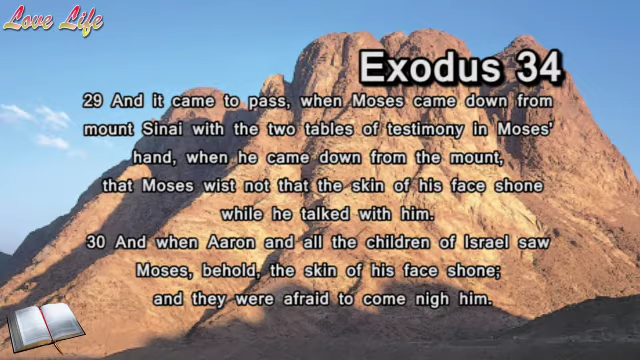 Love Life
Exodus 34
29 And it came to pass, when Moses came down from
mount Sinai with the two tables of testimony in Moses'
hand, when he came down from the mount,
that Moses wist not that the skin of his face shone
while he talked with him.
30 And when Aaron and all the children of Israel saw
Moses, behold, the skin of his face shone;
and they were afraid to come nigh him.